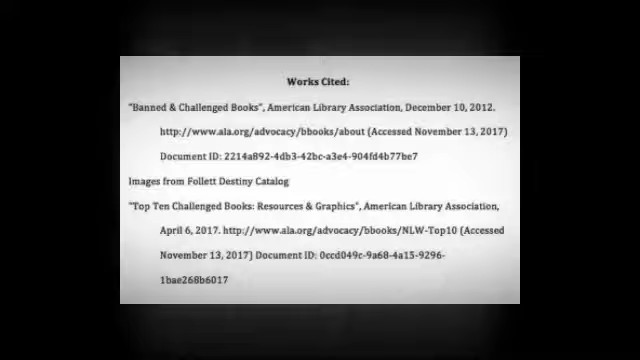 Works Cited:
"Banned & Challenged Books", American Library Association, December 10, 2012.
http://www.ala.org/advocacy/bbooks/about (Accessed November 13, 2017)
Document ID: 2214a892-4db3-42bc-a3e4-904fd4b77be7
Images from Follett Destiny Catalog
"Top Ten Challenged Books: Resources & Graphics", American Library Association,
April 6, 2017. http://www.ala.org/advocacy/bbooks/NLW-Top10 (Accessed
November 13, 2017) Document ID: 0ccd049c-9a68-4a15-9296-
1bae268b6017